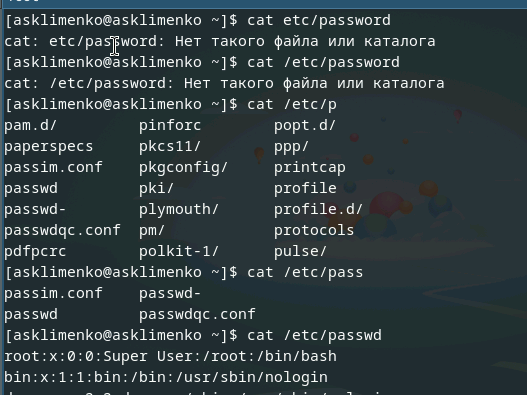 [asklimenko@asklimenko ~]$ cat etc/password
cat: etc/password: Нет такого файла или каталога
[asklimenko@asklimenko ~]$ cat /etc/password
cat: /etc/password: Нет такого файла или каталога
[asklimenko@asklimenko ~]$ cat /etc/p
pam.d/ pinforc popt.d/
paperspecs pkcs11/ ppp/
passim.conf pkgconfig/ printcap
passwd pki/ profile
passwd- plymouth/ profile.d/
passwdqc.conf pm/ protocols
pdfpcrc polkit-1/ pulse/
[asklimenko@asklimenko ~]$ cat /etc/pass
passim.conf passwd-
passwd passwdqc.conf
[asklimenko@asklimenko ~]$ cat /etc/passwd
root:x:0:0:Super User:/root:/bin/bash
bin:x:1:1:bin:/bin:/usr/sbin/nologin